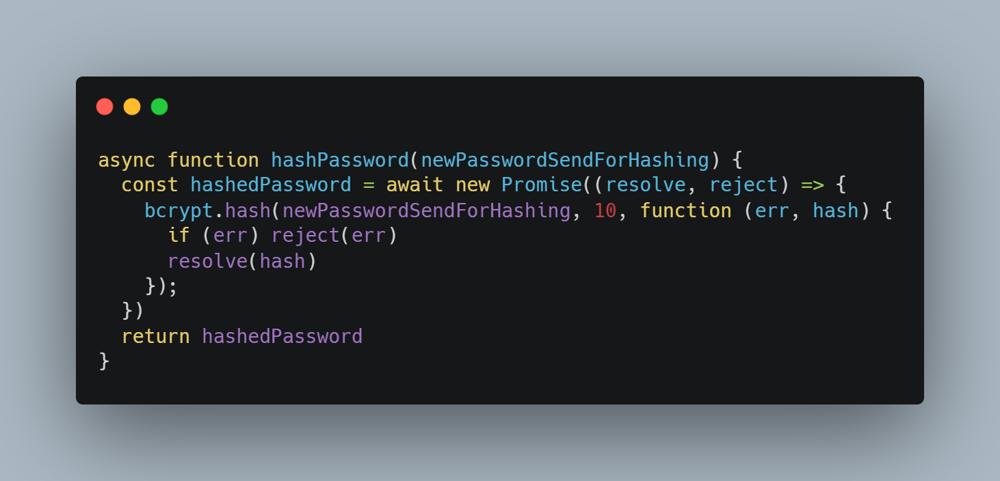 async function hashPassword(newPasswordSendForHashing) {
  const hashedPassword = await new Promise((resolve, reject) => {
    bcrypt.hash(newPasswordSendForHashing, 10, function (err, hash) {
      if (err) reject(err)
      resolve(hash)
    });
  })
  return hashedPassword
}